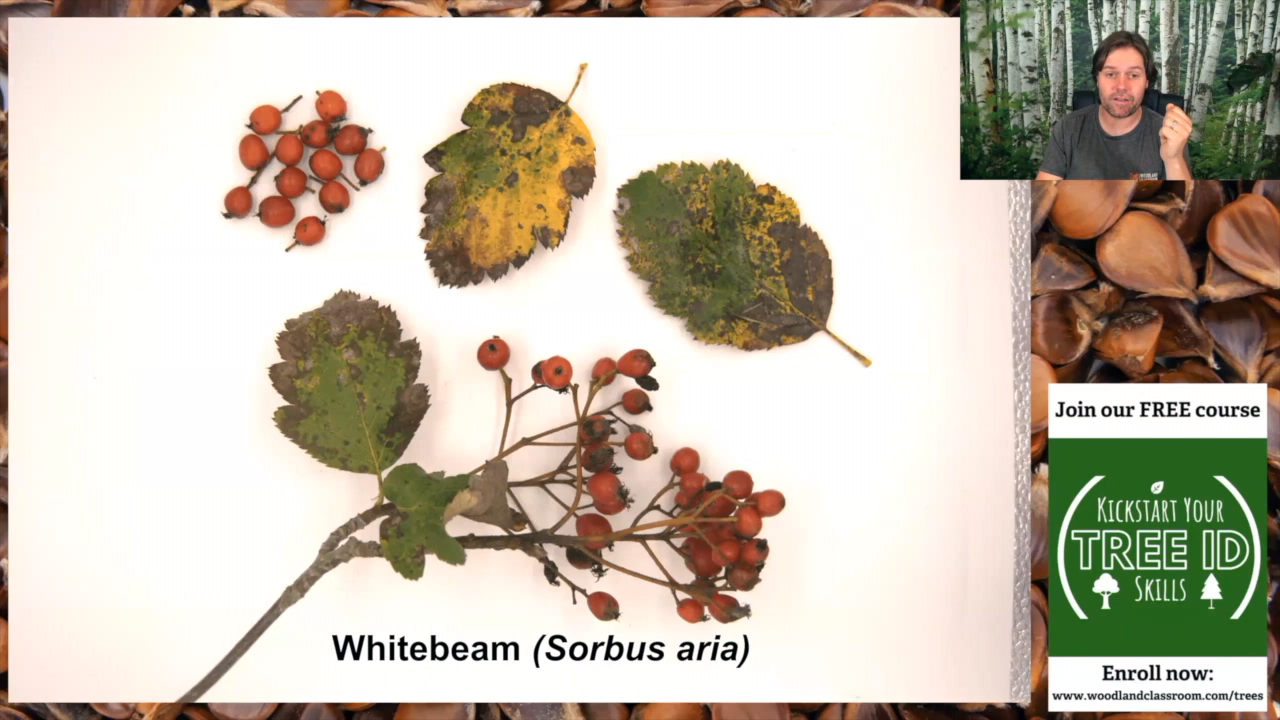 Join our FREE course
KICKSTART YOUR
TREE ID
SKILLS
Whitebeam (Sorbus aria)
Enroll now:
www.woodlandclassroom.com/trees